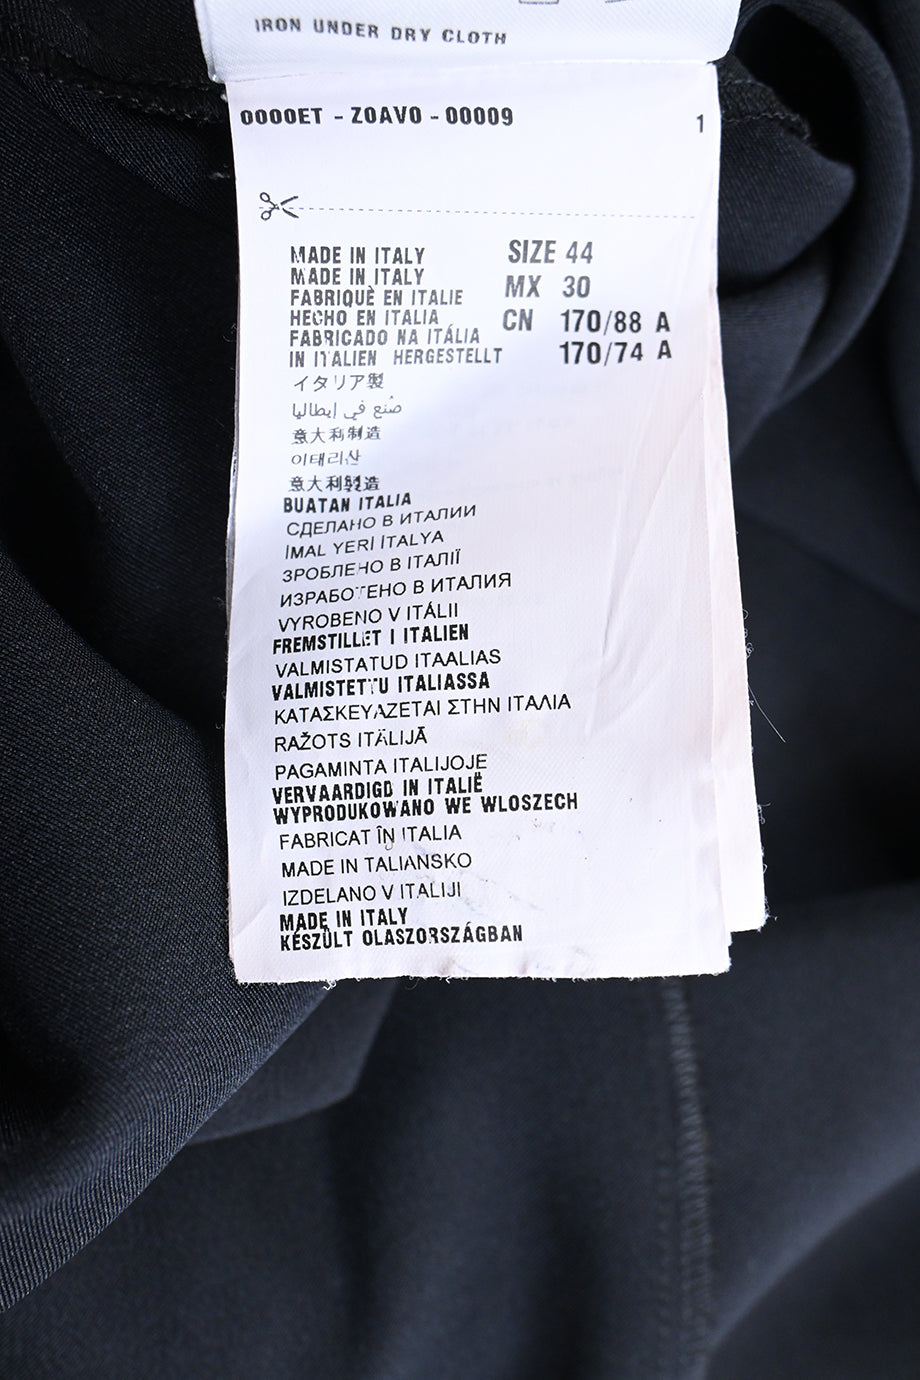 IRON UNDER DRY CLOTH
0000ET - ZOAVO - 00009
1
MADE IN ITALY
MADE IN ITALY
FABRIQUÈ EN ITALIE
HECHO EN ITALIA
FABRICADO NA ITÁLIA
IN ITALIEN HERGESTELLT
SIZE 44
MX 30
CN 170/88 A
170/74 A
イタリア製
صُنع في إيطاليا
意大利制造
이태리산
意大利製造
BUATAN ITALIA
СДЕЛАНО В ИТАЛИИ
İMAL YERİ İTALYA
ЗРОБЛЕНО В ІТАЛІЇ
ИЗРАБОТЕНО В ИТАЛИЯ
VYROBENO V ITÁLII
FREMSTILLET I ITALIEN
VALMISTATUD ITAALIAS
VALMISTETTU ITALIASSA
ΚΑΤΑΣΚΕΥΑΖΕΤΑΙ ΣΤΗΝ ΙΤΑΛΙΑ
RAŽOTS ITĀLIJĀ
PAGAMINTA ITALIJOJE
VERVAARDIGD IN ITALIË
WYPRODUKOWANO WE WLOSZECH
FABRICAT ÎN ITALIA
MADE IN TALIANSKO
IZDELANO V ITALIJI
MADE IN ITALY
KÉSZÜLT OLASZORSZÁGBAN